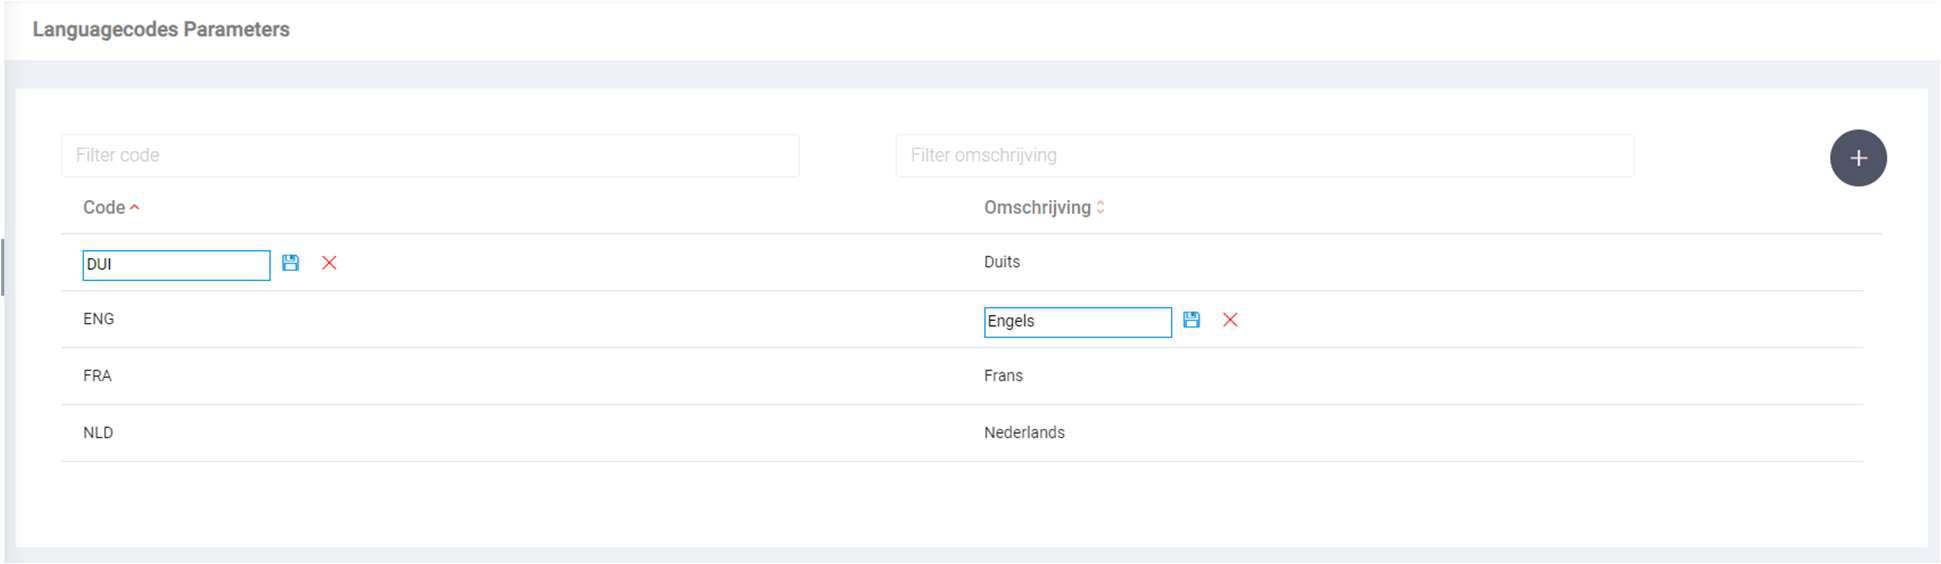 Languagecodes Parameters
Filter code Filter omschrijving
Code Omschrijving
DUI Duits
ENG Engels
FRA Frans
NLD Nederlands